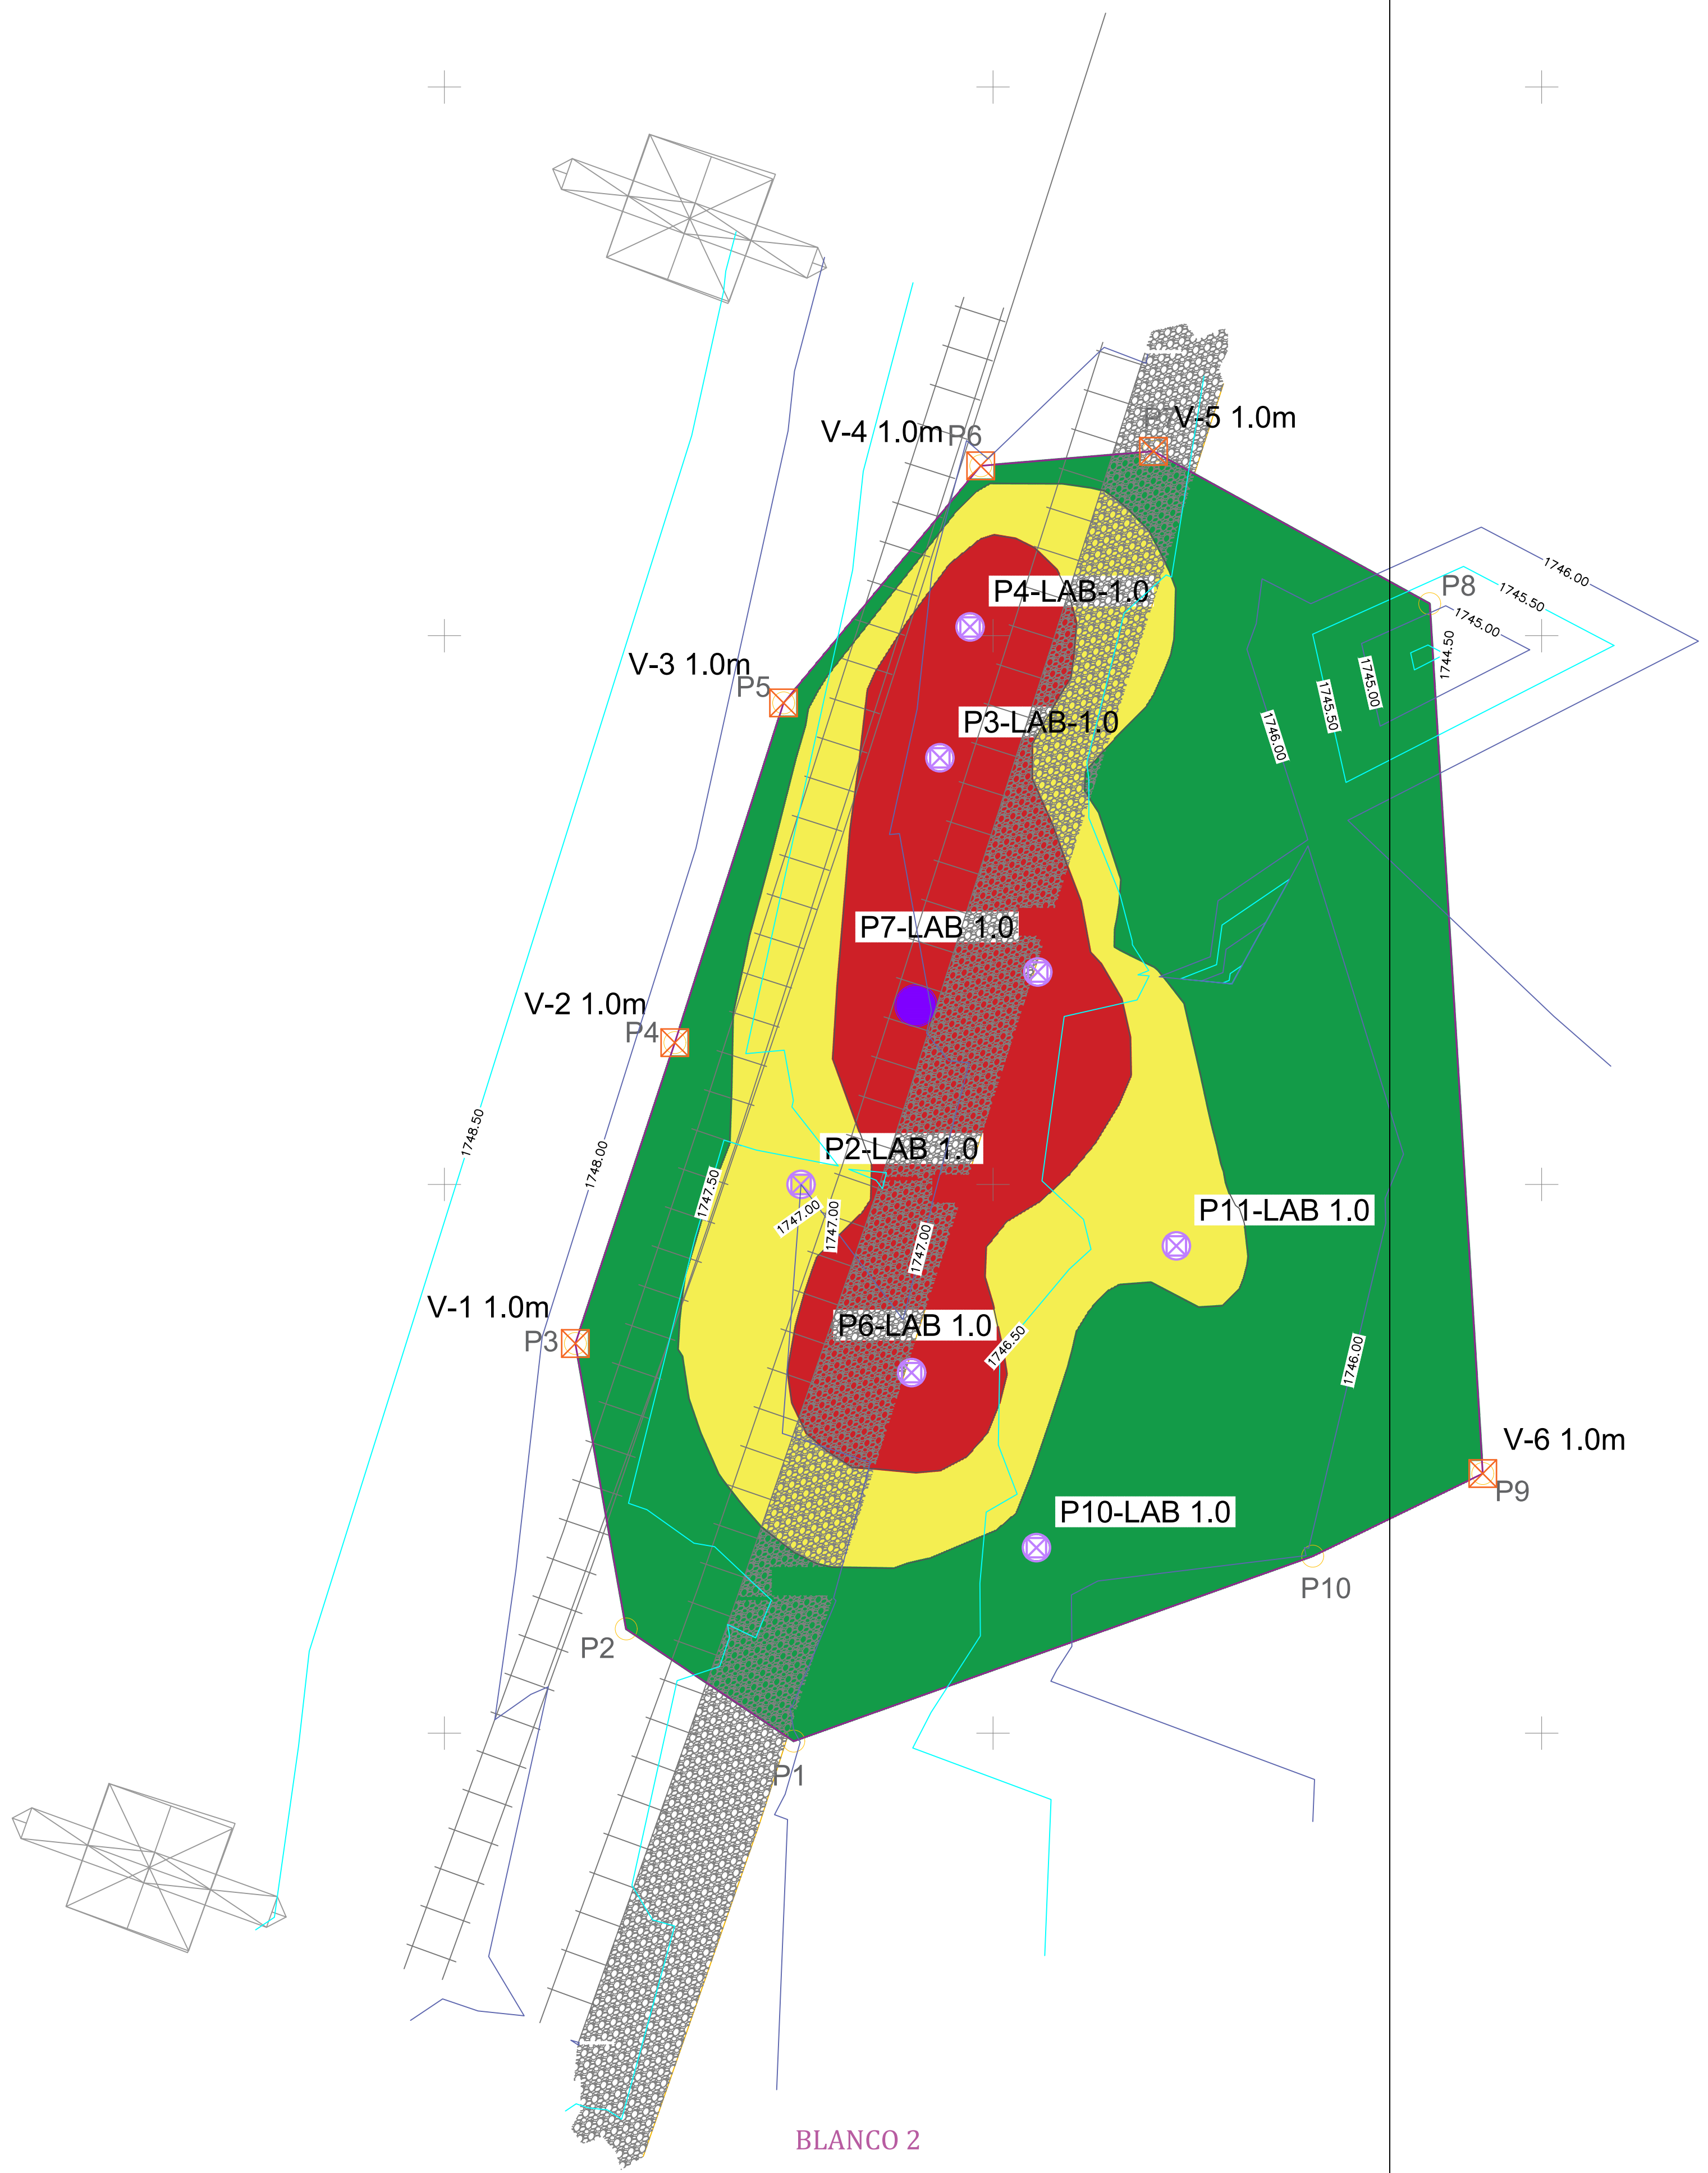 V-5 1.0m
V-4 1.0m
P6
1746.00
P8
1745.50
P4-LAB-1.0
1745.00
1744.50
V-3 1.0m
P5
1745.00
1745.50
P3-LAB-1.0
1746.00
P7-LAB 1.0
V-2 1.0m
P4
1748.50
P2-LAB 1.0
1748.00
1747.50
P11-LAB 1.0
1747.00
1747.00
1747.00
V-1 1.0m
P3
P6-LAB 1.0
1746.50
1746.00
V-6 1.0m
P9
P10-LAB 1.0
P10
P2
P1
BLANCO 2